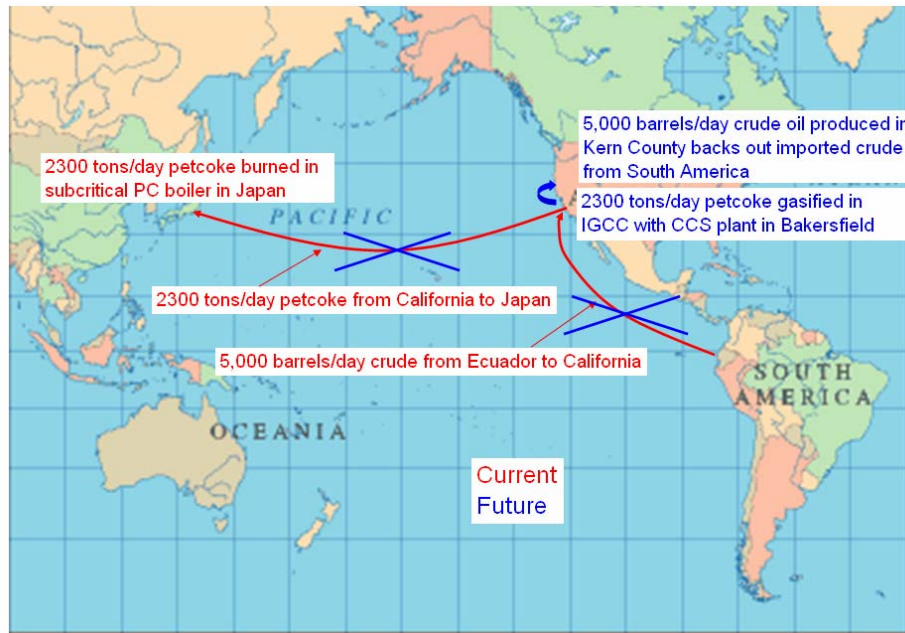 5,000 barrels/day crude oil produced in
Kern County backs out imported crude
from South America
2300 tons/day petcoke burned in
subcritical PC boiler in Japan
2300 tons/day petcoke gasified in
IGCC with CCS plant in Bakersfield
PACIFIC
2300 tons/day petcoke from California to Japan
5,000 barrels/day crude from Ecuador to California
SOUTH
AMERICA
OCEANIA
Current
Future